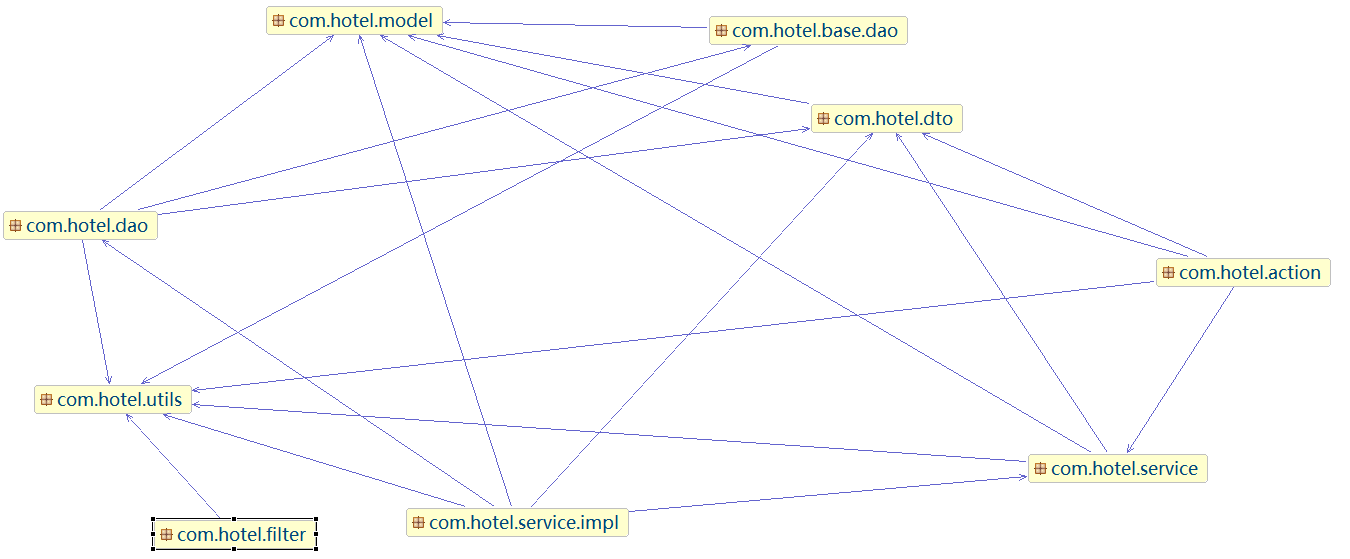 com.hotel.model
com.hotel.base.dao
com.hotel.dto
com.hotel.dao
com.hotel.action
com.hotel.utils
com.hotel.service
com.hotel.service.impl
com.hotel.filter